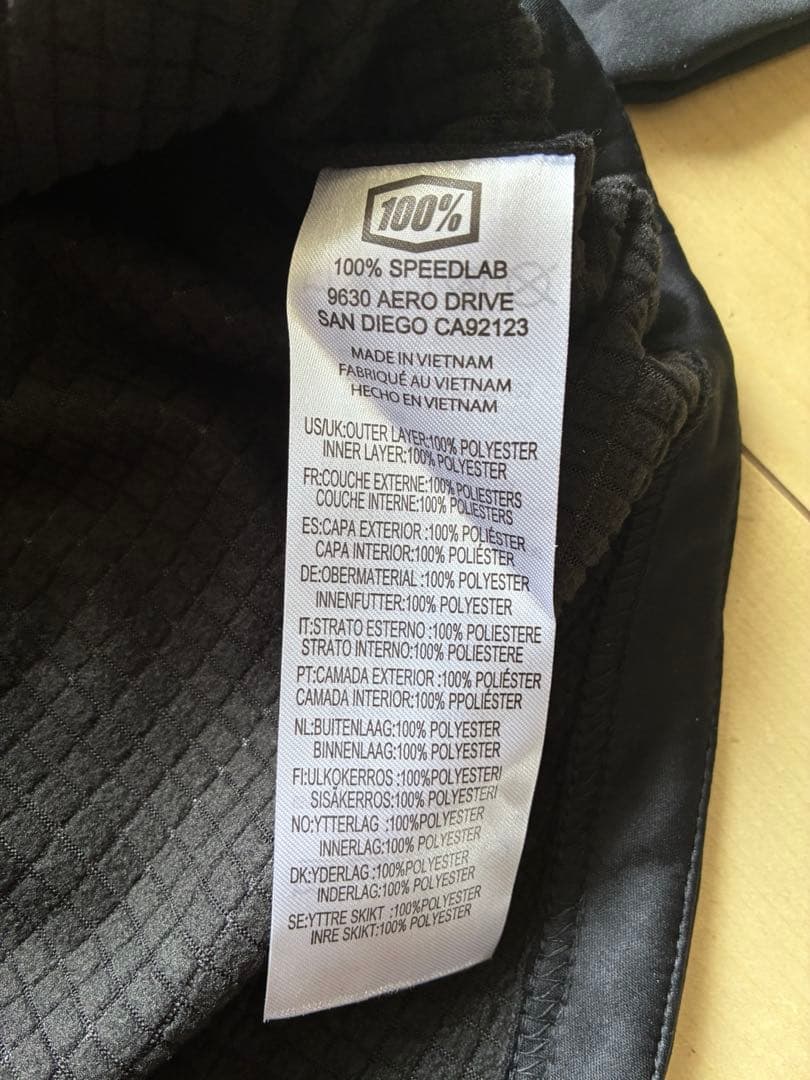 100%
100% SPEEDLAB
9630 AERO DRIVE
SAN DIEGO CA92123
MADE IN VIETNAM
FABRIQUÉ AU VIETNAM
HECHO EN VIETNAM
US/UK:OUTER LAYER:100% POLYESTER
INNER LAYER:100% POLYESTER
FR:COUCHE EXTERNE:100% POLIESTERS
COUCHE INTERNE:100% POLIESTERS
ES:CAPA EXTERIOR :100% POLIÉSTER
CAPA INTERIOR:100% POLIÉSTER
DE:OBERMATERIAL :100% POLYESTER
INNENFUTTER:100% POLYESTER
IT:STRATO ESTERNO :100% POLIESTERE
STRATO INTERNO:100% POLIESTERE
PT:CAMADA EXTERIOR :100% POLIÉSTER
CAMADA INTERIOR:100% PPOLIÉSTER
NL:BUITENLAAG:100% POLYESTER
BINNENLAAG:100% POLYESTER
FI:ULKOKERROS :100%POLYESTERI
SISÄKERROS:100% POLYESTERI
NO:YTTERLAG :100%POLYESTER
INNERLAG:100% POLYESTER
DK:YDERLAG :100%POLYESTER
INDERLAG:100% POLYESTER
SE:YTTRE SKIKT :100%POLYESTER
INRE SKIKT:100% POLYESTER